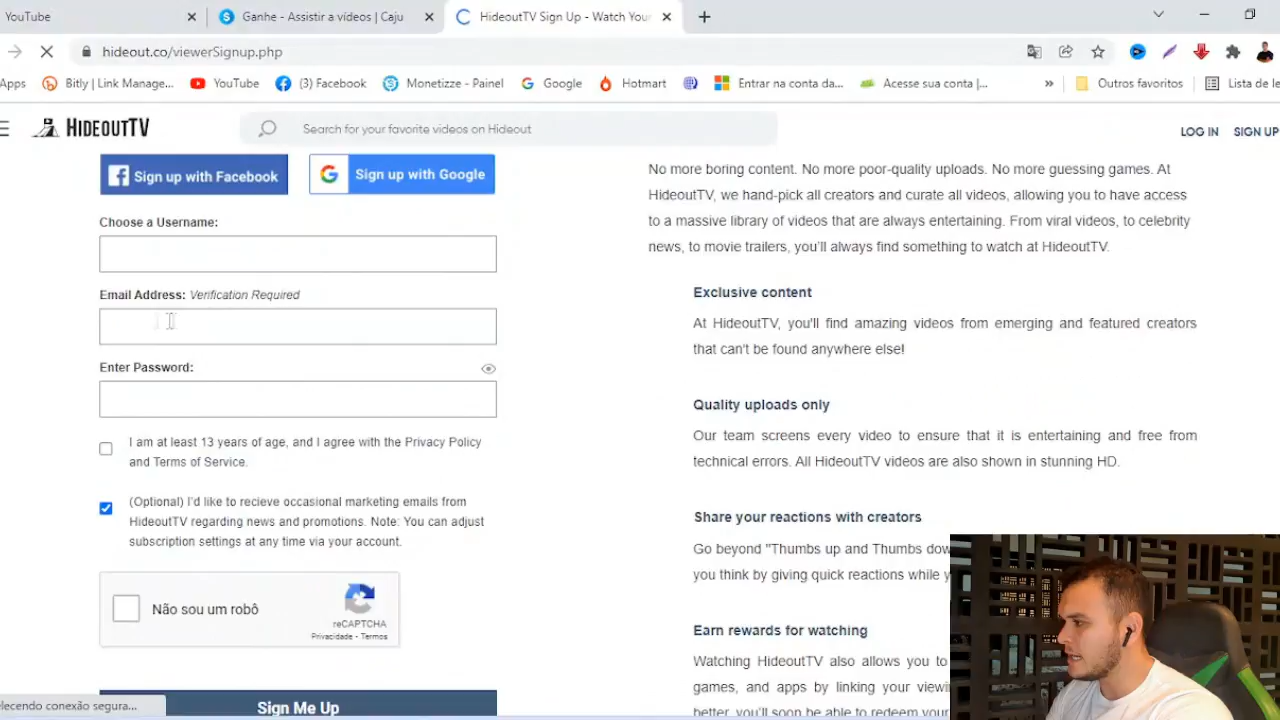 YouTube
Ganhe - Assistir a vídeos | Caju
HideoutTV Sign Up - Watch Your
hideout.co/viewerSignup.php
Apps
Bitly | Link Manage...
YouTube
(3) Facebook
Monetizze - Painel
Google
Hotmart
Entrar na conta da...
Acesse sua conta |...
»
Outros favoritos
Lista de le
HIDEOUTTV
Search for your favorite videos on Hideout
LOG IN
SIGN UP
Sign up with Facebook
Sign up with Google
Choose a Username:
Email Address: Verification Required
Enter Password:
I am at least 13 years of age, and I agree with the Privacy Policy
and Terms of Service.
(Optional) I'd like to recieve occasional marketing emails from
HideoutTV regarding news and promotions. Note: You can adjust
subscription settings at any time via your account.
Não sou um robô
reCAPTCHA
Privacidade - Termos
Sign Me Up
elecendo conexão segura...
No more boring content. No more poor-quality uploads. No more guessing games. At
HideoutTV, we hand-pick all creators and curate all videos, allowing you to have access
to a massive library of videos that are always entertaining. From viral videos, to celebrity
news, to movie trailers, you'll always find something to watch at HideoutTV.
Exclusive content
At HideoutTV, you'll find amazing videos from emerging and featured creators
that can't be found anywhere else!
Quality uploads only
Our team screens every video to ensure that it is entertaining and free from
technical errors. All HideoutTV videos are also shown in stunning HD.
Share your reactions with creators
Go beyond "Thumbs up and Thumbs dow
you think by giving quick reactions while y
Earn rewards for watching
Watching HideoutTV also allows you to
games, and apps by linking your viewin
better, you'll soon be able to redeem your